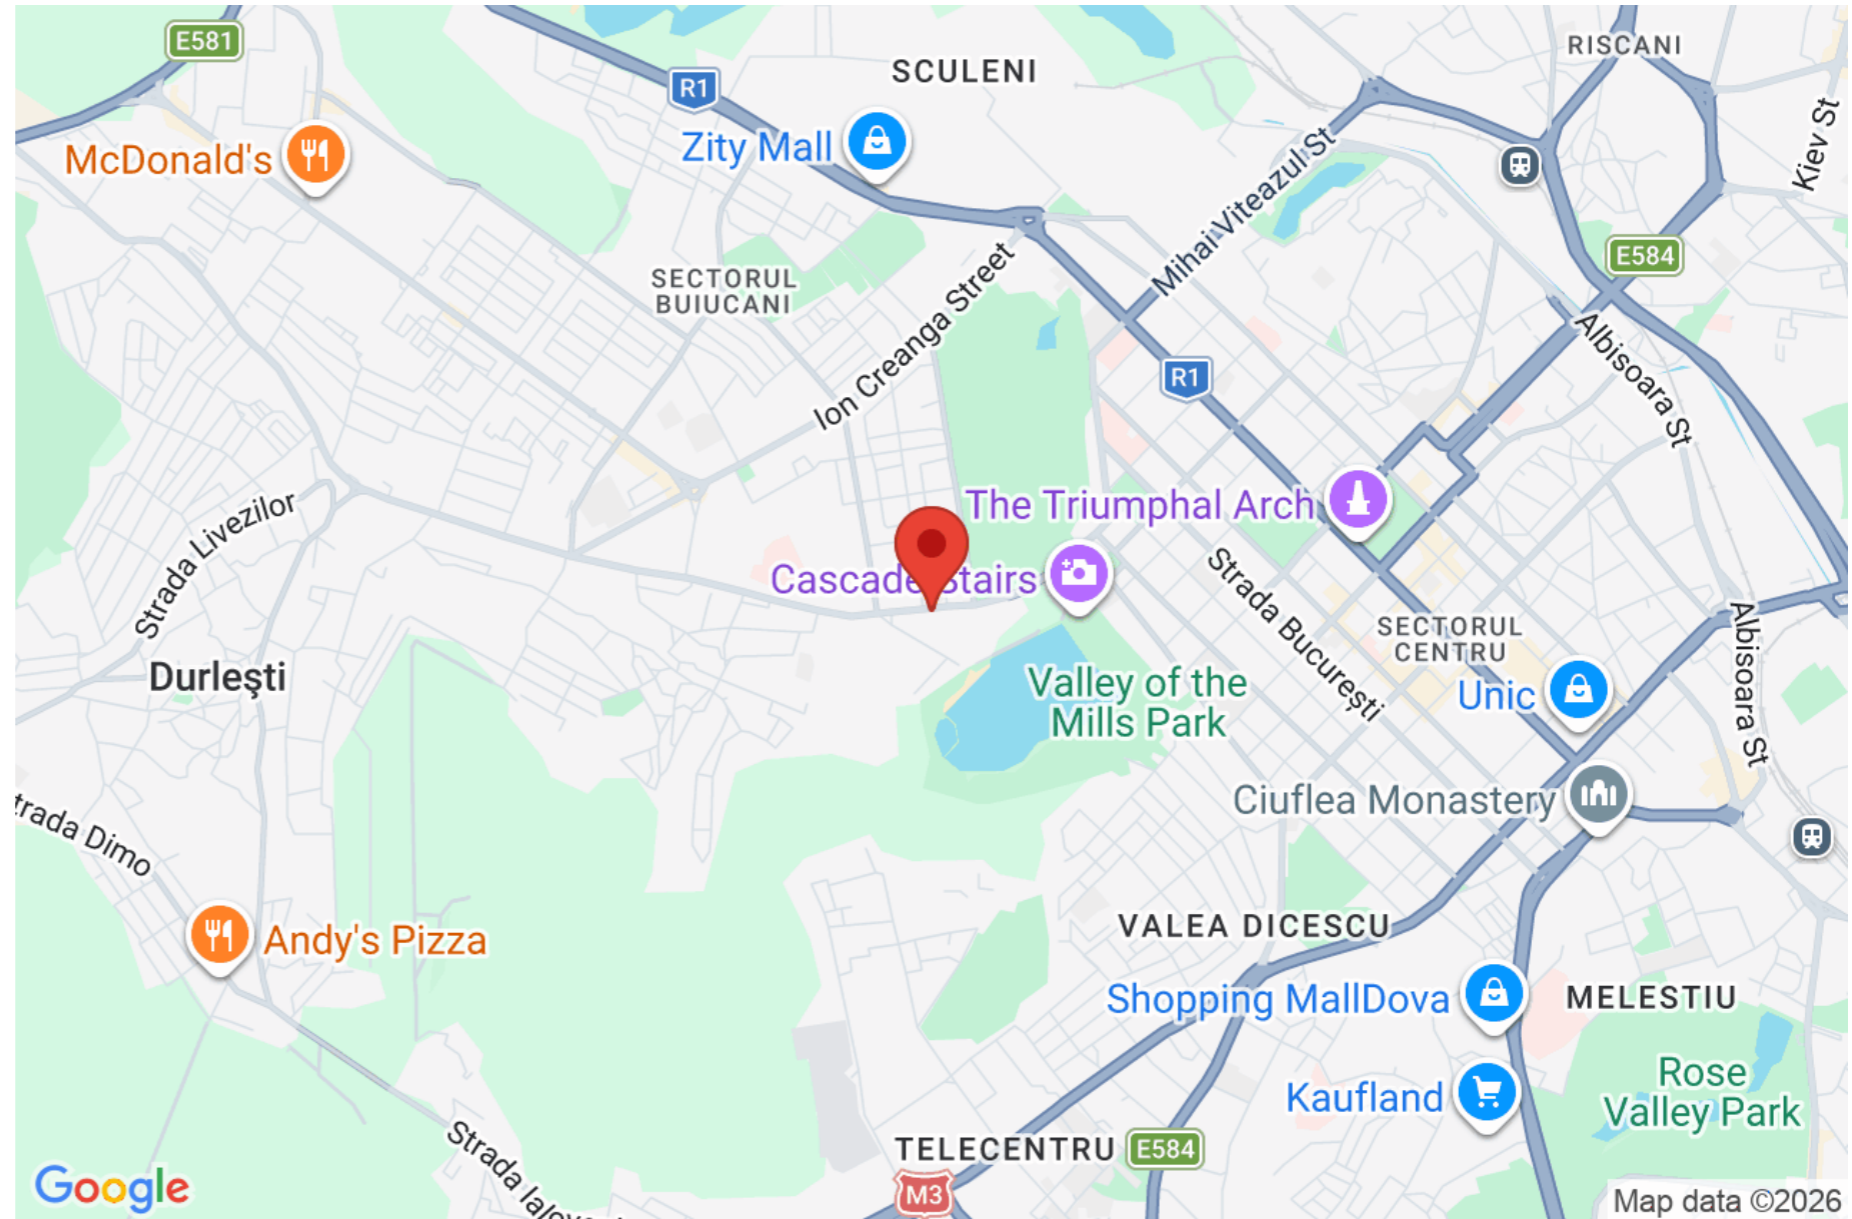 E581
RISCANI
SCULENI
R1
Kiev St
Zity Mall
McDonald's
Mihai Viteazul St
E584
SECTORUL
BUIUCANI
Ion Creanga Street
Albisoara St
R1
The Triumphal Arch
Strada Livezilor
Cascade Stairs
Strada București
SECTORUL
CENTRU
Albisoara St
Durleşti
Valley of the
Mills Park
Unic
Ciuflea Monastery
trada Dimo
VALEA DICESCU
Andy's Pizza
Shopping MallDova
MELESTIU
Rose
Valley Park
Kaufland
TELECENTRU
E584
Strada Ialove
M3
Google
Map data ©2026